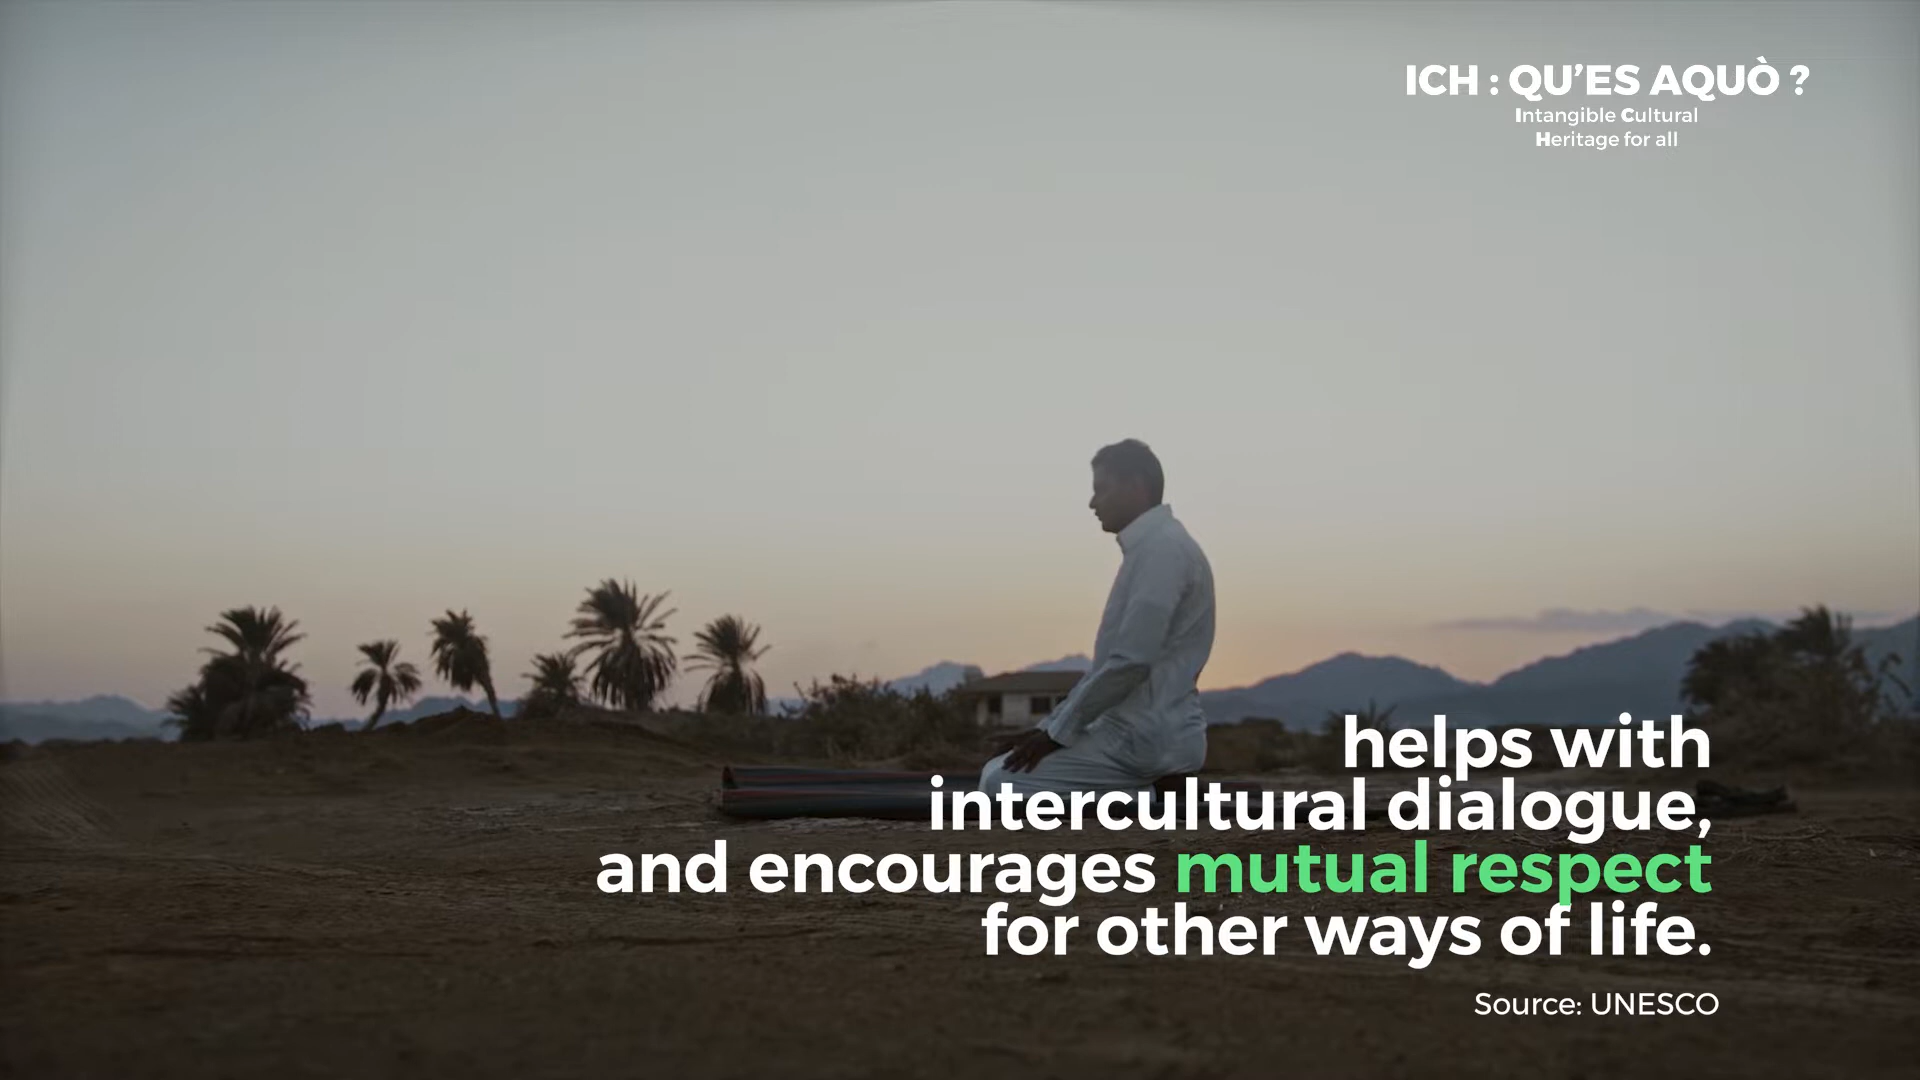 ICH : QU’ES AQUÒ ?
Intangible Cultural
Heritage for all
helps with
intercultural dialogue,
and encourages mutual respect
for other ways of life.
Source: UNESCO